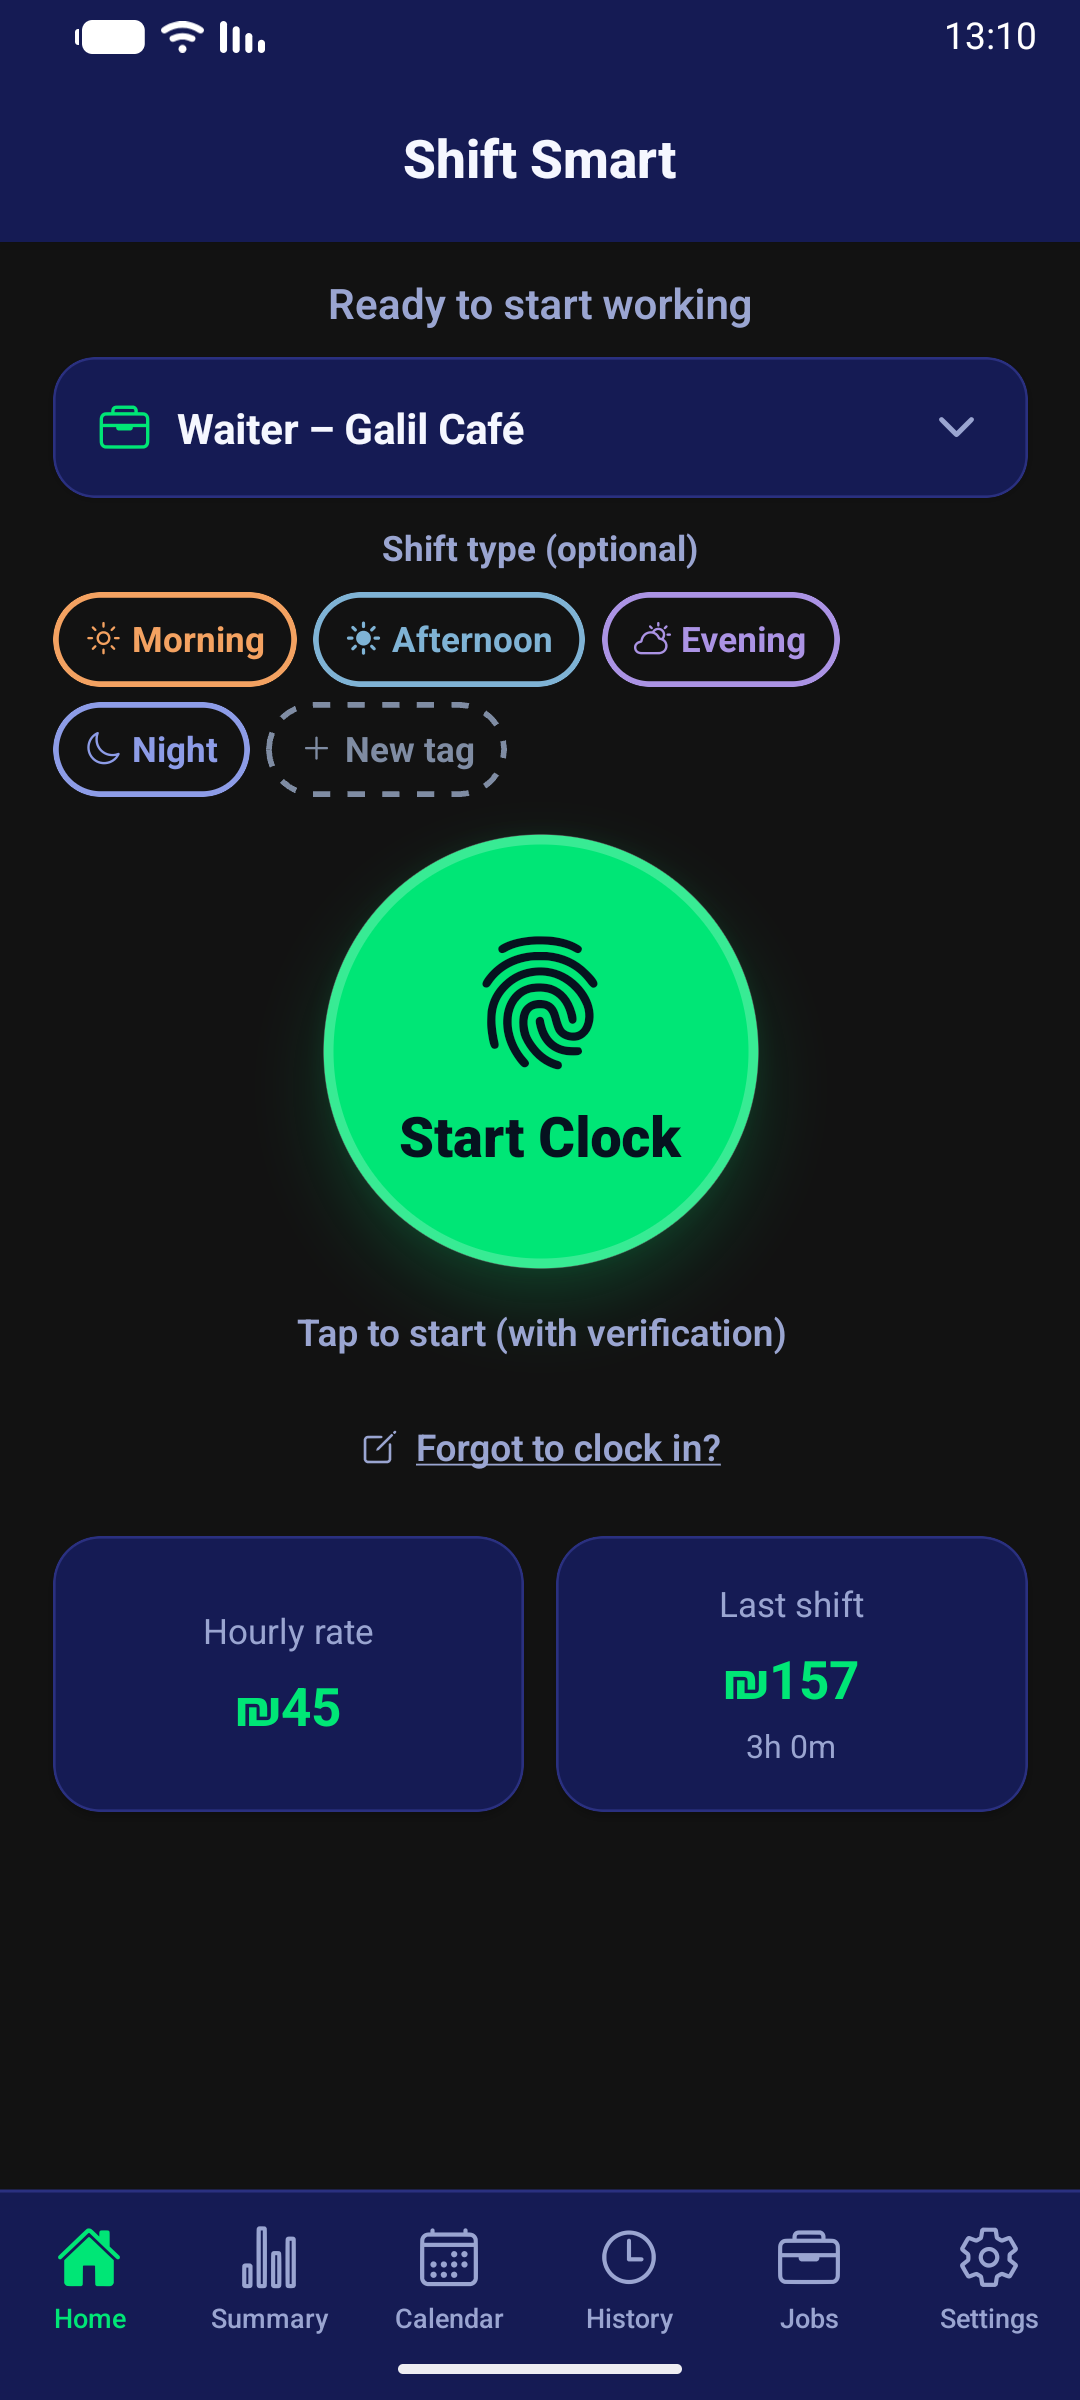 13:10
Shift Smart
Ready to start working
Waiter – Galil Café
Shift type (optional)
Morning
Afternoon
Evening
Night
+ New tag
Start Clock
Tap to start (with verification)
Forgot to clock in?
Hourly rate
₪45
Last shift
₪157
3h 0m
Home
Summary
Calendar
History
Jobs
Settings